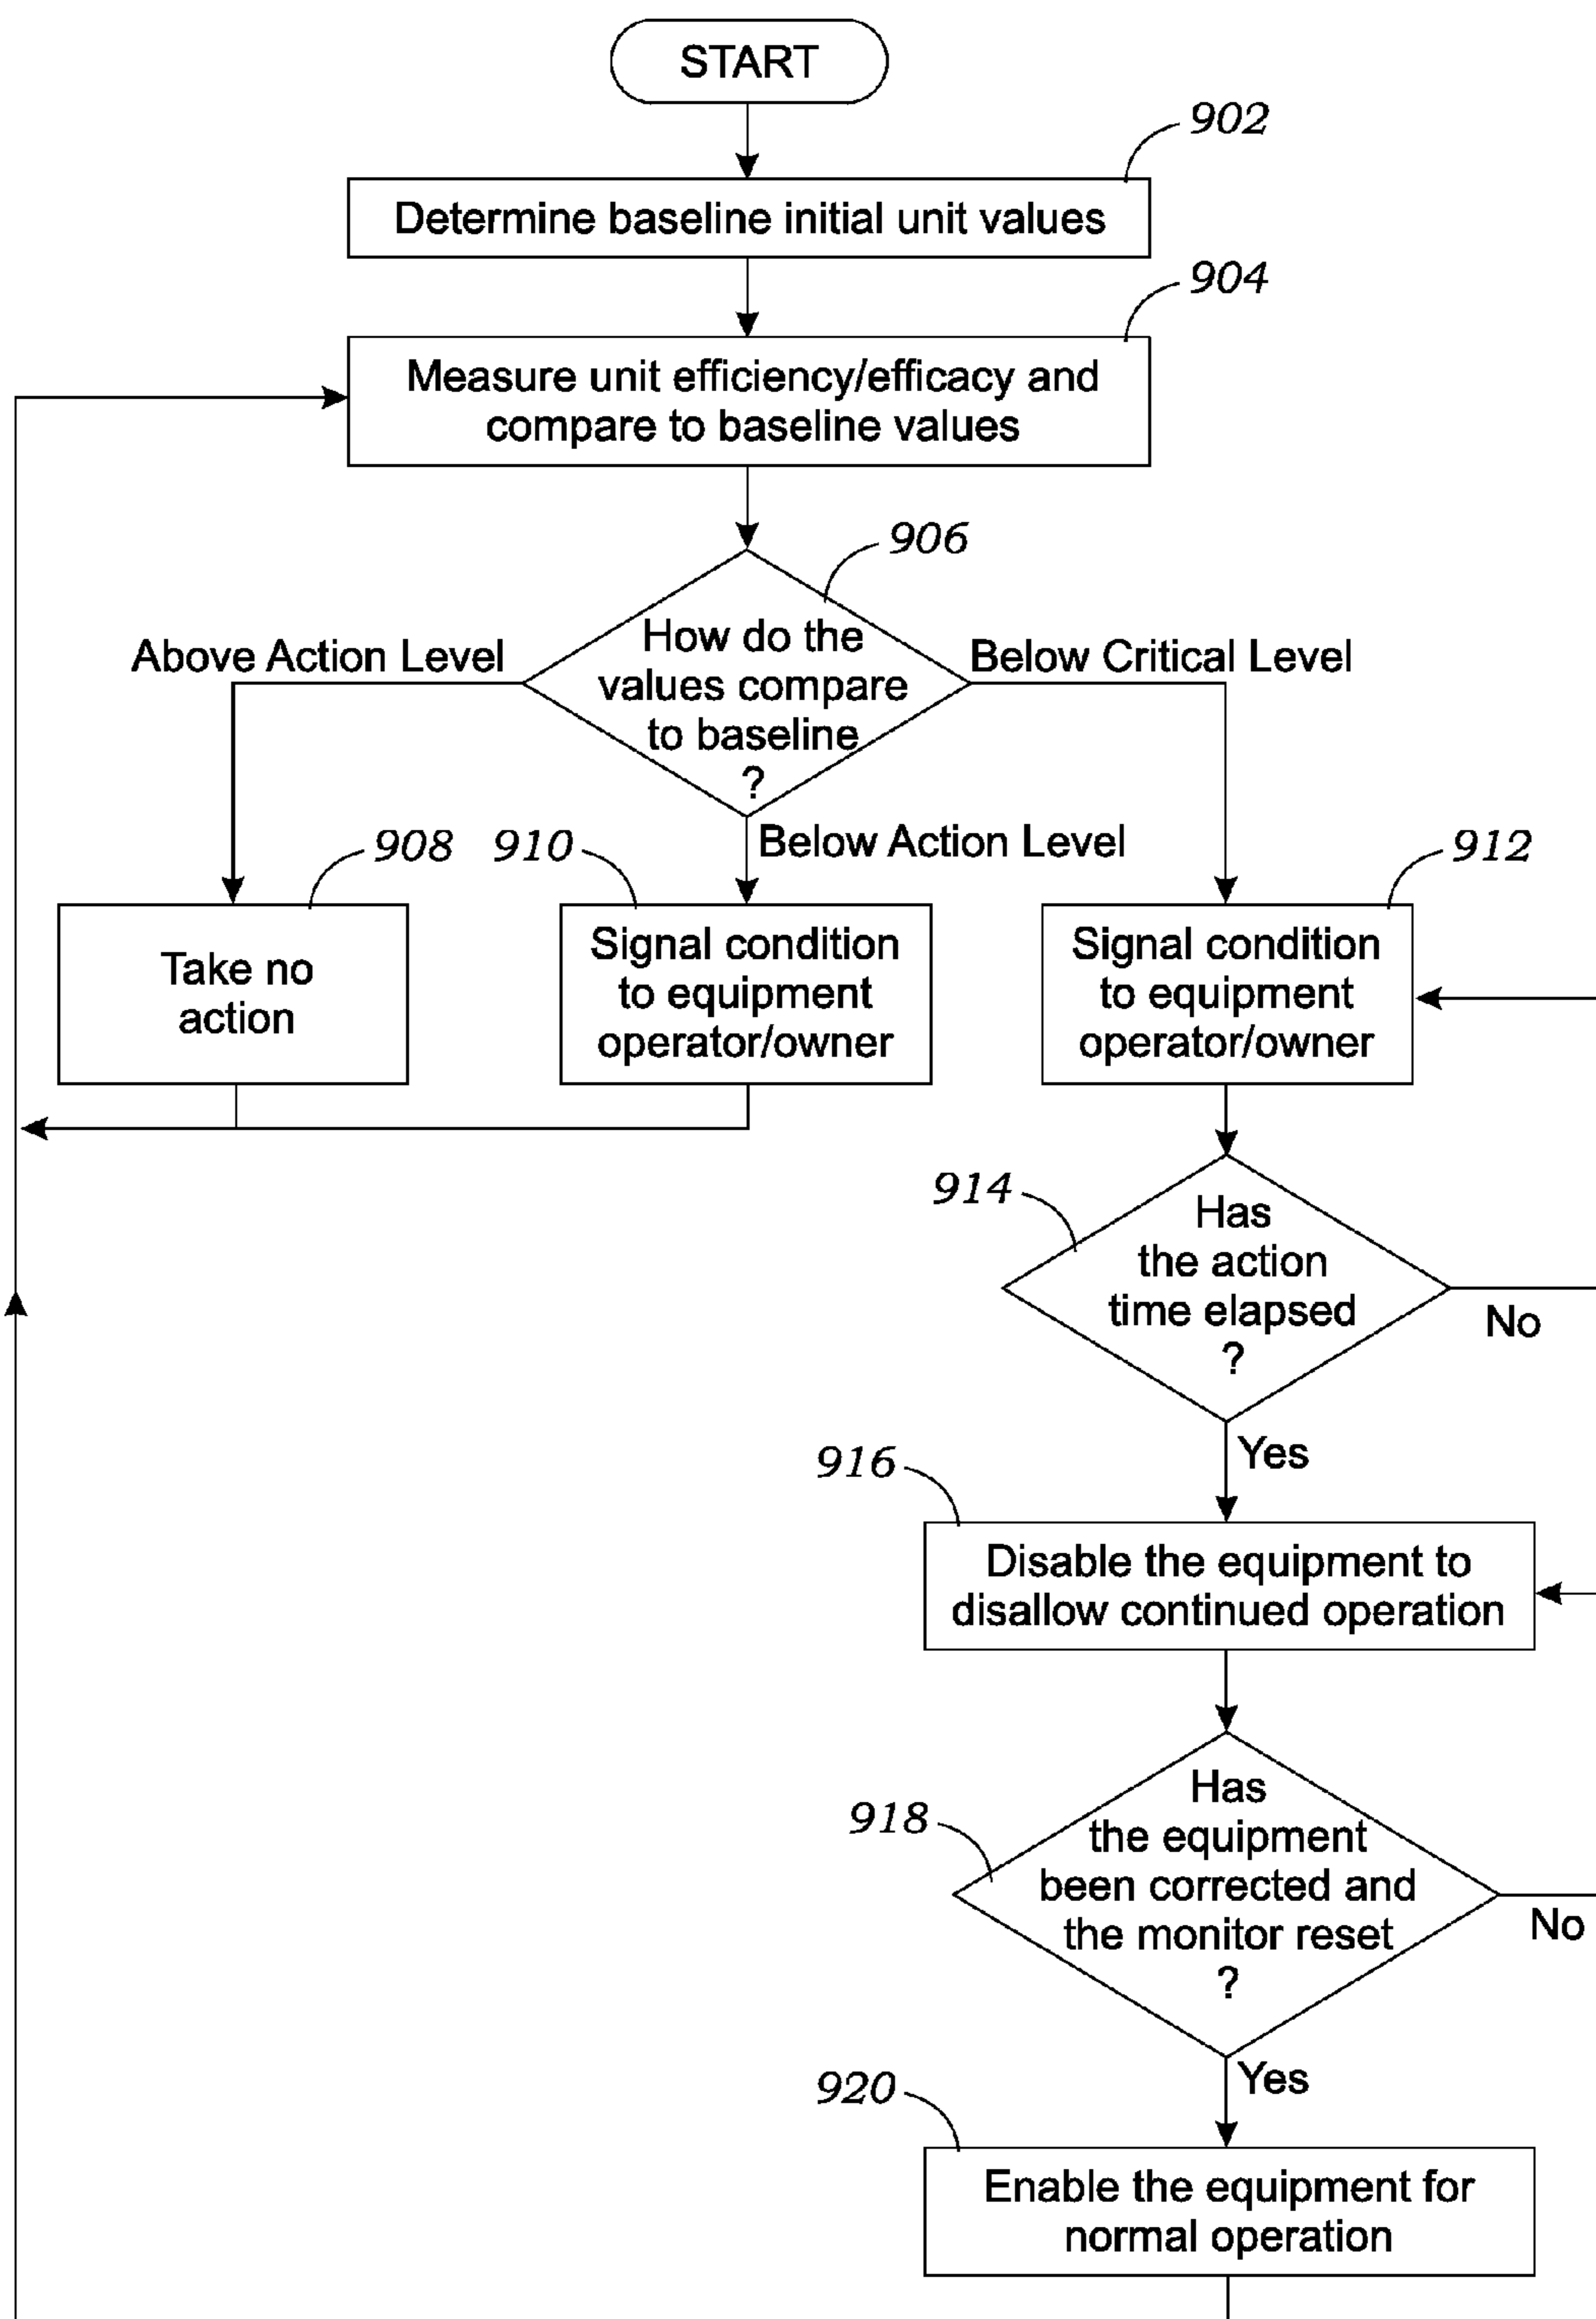 START
902
Determine baseline initial unit values
904
Measure unit efficiency/efficacy and
compare to baseline values
906
How do the
values compare
to baseline
?
Above Action Level
Below Critical Level
Below Action Level
908
Take no
action
910
Signal condition
to equipment
operator/owner
912
Signal condition
to equipment
operator/owner
914
Has
the action
time elapsed
?
No
Yes
916
Disable the equipment to
disallow continued operation
918
Has
the equipment
been corrected and
the monitor reset
?
No
Yes
920
Enable the equipment for
normal operation